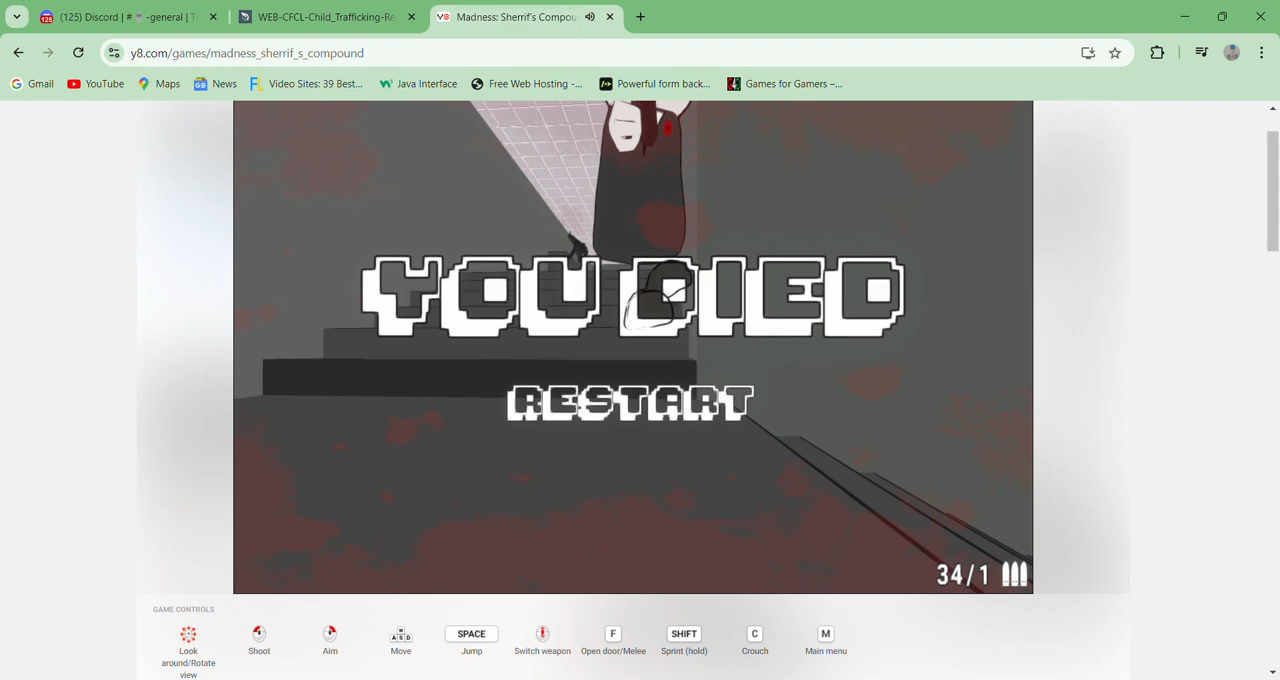 125
(125) Discord | # -general | T
WEB-CFCL-Child_Trafficking-Re
Y8
Madness: Sherrif's Compou
y8.com/games/madness_sherrif_s_compound
Gmail
YouTube
Maps
News
Video Sites: 39 Best...
Java Interface
Free Web Hosting -...
Powerful form back...
Games for Gamers –...
YOU DIED
RESTART
34/1
GAME CONTROLS
Look around/Rotate view
Shoot
Aim
W
A S D
Move
SPACE
Jump
Switch weapon
F
Open door/Melee
SHIFT
Sprint (hold)
C
Crouch
M
Main menu